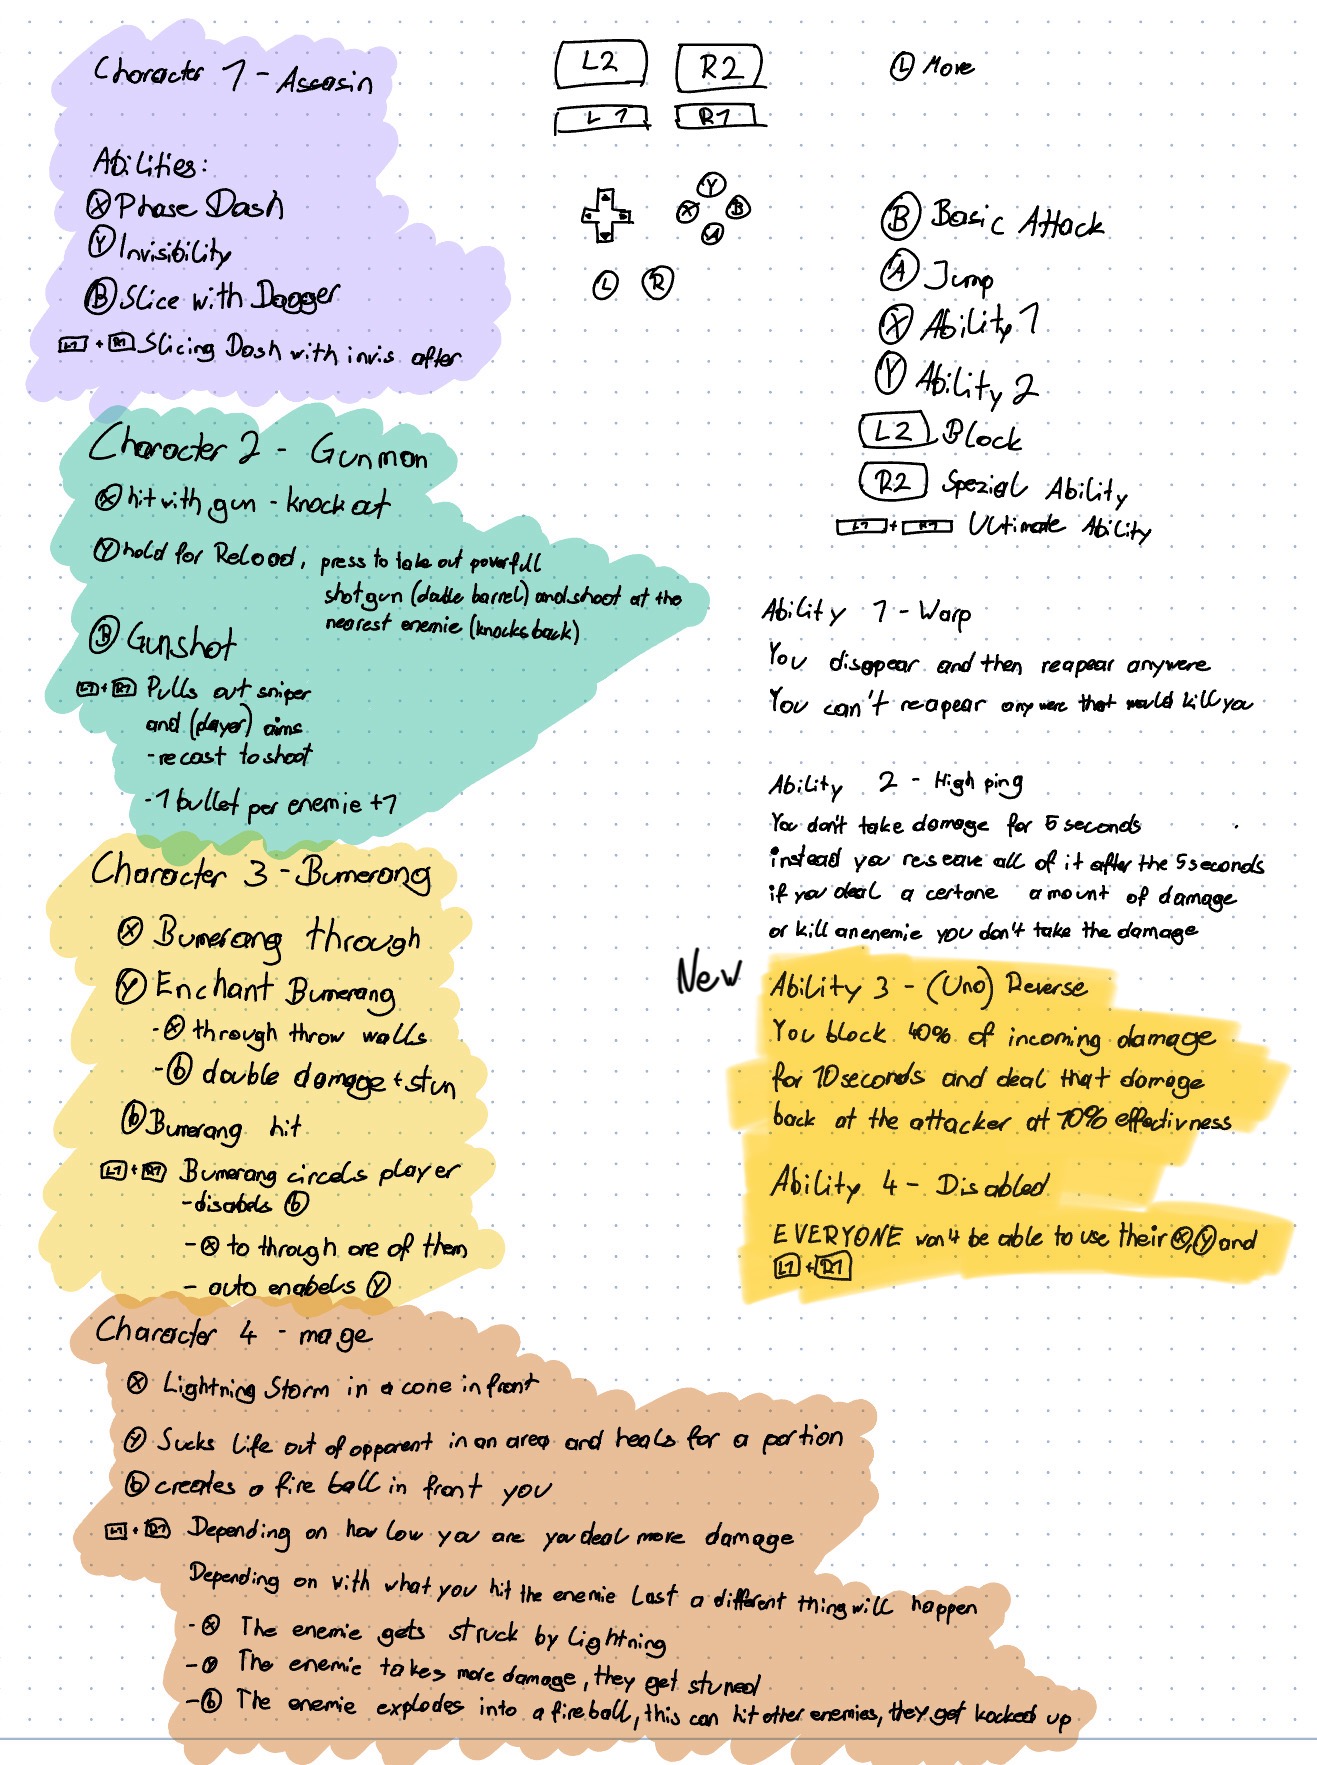 Character 1 - Assasin
Abilities:
Ⓧ Phase Dash
Ⓨ Invisibility
Ⓑ Slice with Dagger
L1 + R1 Slicing Dash with invis after
Character 2 - Gunman
Ⓧ hit with gun - knock out
Ⓨ hold for Reload, press to take out powerfull
shotgun (double barrel) and shoot at the
nearest enemie (knocks back)
Ⓑ Gunshot
L1 + R1 Pulls out sniper
and (player) aims
- recast to shoot
- 1 bullet per enemie +1
Character 3 - Bumerang
Ⓧ Bumerang through
Ⓨ Enchant Bumerang
- Ⓧ through throw walls
- ⓑ double damage + stun
ⓑ Bumerang hit
L1 + R1 Bumerang circels player
- disabels ⓑ
- Ⓧ to through one of them
- auto enabels Ⓨ
Character 4 - mage
Ⓧ Lightning Storm in a cone in front
Ⓨ Sucks life out of opparent in an area and heals for a portion
ⓑ creates a fire ball in front you
L1 + R1 Depending on how low you are you deal more damage
Depending on with what you hit the enemie last a different thing will happen
- Ⓧ The enemie gets struck by lightning
- Ⓨ The enemie takes more damage, they get stuned
- ⓑ The enemie explodes into a fireball, this can hit other enemies, they get kocked up
L2 R2
L1 R1
Y
X B
A
L R
Ⓛ Move
Ⓑ Basic Attack
Ⓐ Jump
Ⓧ Ability 1
Ⓨ Ability 2
L2 Block
R2 Spezial Ability
L1 + R1 Ultimate Ability
Ability 1 - Warp
You disapear and then reapear anywere
You can't reapear anywere that would kill you
Ability 2 - High ping
You don't take damage for 5 seconds
instead you reseave all of it after the 5 seconds
if you deal a certane amount of damage
or kill an enemie you don't take the damage
New
Ability 3 - (Uno) Reverse
You block 40% of incoming damage
for 10 seconds and deal that damage
back at the attacker at 70% effectivness
Ability 4 - Disabled
EVERYONE won't be able to use their Ⓧ, Ⓨ and
L1 + R1